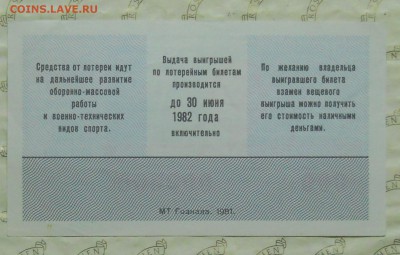 COINS.LAVE.RU
Средства от лотереи идут
на дальнейшее развитие
оборонно-массовой
работы
и военно-технических
видов спорта.
Выдача выигрышей
по лотерейным билетам
производится
до 30 июня
1982 года
включительно
По желанию владельца
выигравшего билета
взамен вещевого
выигрыша можно получить
его стоимость наличными
деньгами.
МТ Гознака. 1981.